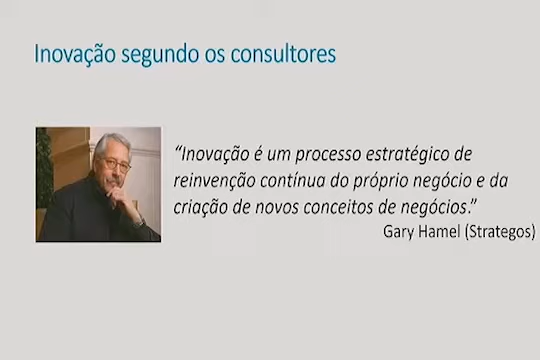 Inovação segundo os consultores
“Inovação é um processo estratégico de
reinvenção contínua do próprio negócio e da
criação de novos conceitos de negócios.”
Gary Hamel (Strategos)